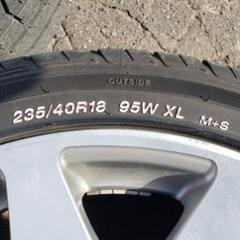 OUTSIDE
235/40R18 95W XL M+S